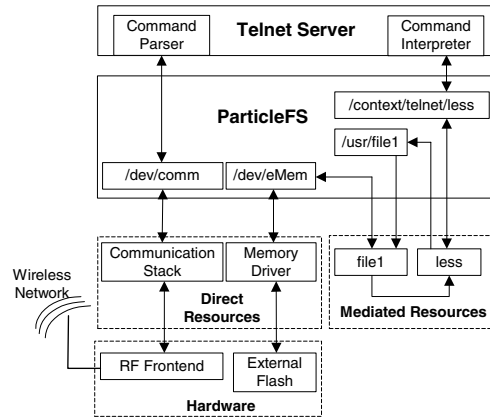 Command
Parser
Telnet Server
Command
Interpreter
ParticleFS
/context/telnet/less
/usr/file1
/dev/comm
/dev/eMem
Communication
Stack
Memory
Driver
Direct
Resources
file1
less
Mediated Resources
Wireless
Network
RF Frontend
External
Flash
Hardware